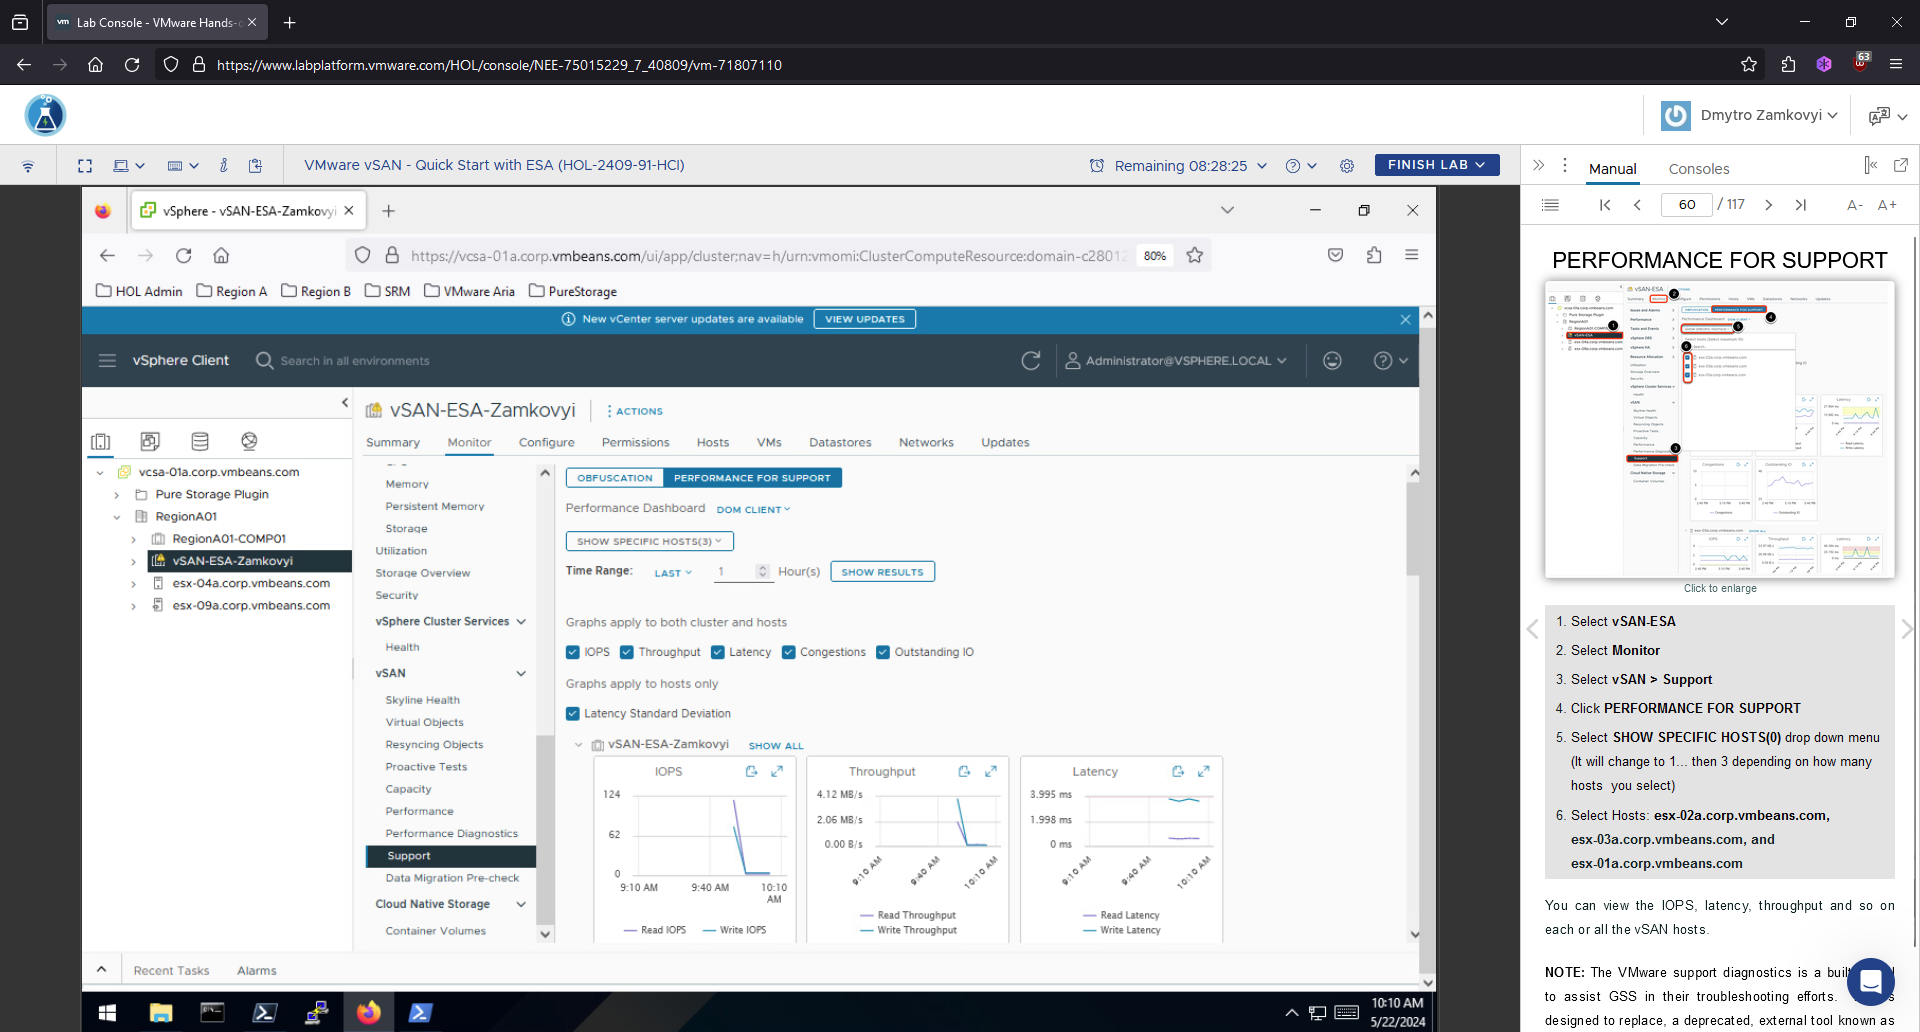 Lab Console - VMware Hands-
https://www.labplatform.vmware.com/HOL/console/NEE-75015229_7_40809/vm-71807110
63
Dmytro Zamkovyi
VMware vSAN - Quick Start with ESA (HOL-2409-91-HCI)
Remaining 08:28:25
FINISH LAB
Manual
Consoles
60 / 117
A- A+
vSphere - vSAN-ESA-Zamkovyi
https://vcsa-01a.corp.vmbeans.com/ui/app/cluster;nav=h/urn:vmomi:ClusterComputeResource:domain-c28012
80%
HOL Admin
Region A
Region B
SRM
VMware Aria
PureStorage
New vCenter server updates are available
VIEW UPDATES
vSphere Client
Search in all environments
Administrator@VSPHERE.LOCAL
vcsa-01a.corp.vmbeans.com
Pure Storage Plugin
RegionA01
RegionA01-COMP01
vSAN-ESA-Zamkovyi
esx-04a.corp.vmbeans.com
esx-09a.corp.vmbeans.com
vSAN-ESA-Zamkovyi
ACTIONS
Summary
Monitor
Configure
Permissions
Hosts
VMs
Datastores
Networks
Updates
Memory
Persistent Memory
Storage
Utilization
Storage Overview
Security
vSphere Cluster Services
Health
vSAN
Skyline Health
Virtual Objects
Resyncing Objects
Proactive Tests
Capacity
Performance
Performance Diagnostics
Support
Data Migration Pre-check
Cloud Native Storage
Container Volumes
OBFUSCATION
PERFORMANCE FOR SUPPORT
Performance Dashboard DOM CLIENT
SHOW SPECIFIC HOSTS(3)
Time Range: LAST 1 Hour(s) SHOW RESULTS
Graphs apply to both cluster and hosts
IOPS Throughput Latency Congestions Outstanding IO
Graphs apply to hosts only
Latency Standard Deviation
vSAN-ESA-Zamkovyi SHOW ALL
IOPS
124
62
0
9:10 AM 9:40 AM 10:10 AM
Read IOPS Write IOPS
Throughput
4.12 MB/s
2.06 MB/s
0.00 B/s
9:10 AM 9:40 AM 10:10 AM
Read Throughput
Write Throughput
Latency
3.995 ms
1.998 ms
0 ms
9:10 AM 9:40 AM 10:10 AM
Read Latency
Write Latency
Recent Tasks
Alarms
10:10 AM
5/22/2024
PERFORMANCE FOR SUPPORT
Click to enlarge
1. Select vSAN-ESA
2. Select Monitor
3. Select vSAN > Support
4. Click PERFORMANCE FOR SUPPORT
5. Select SHOW SPECIFIC HOSTS(0) drop down menu
(It will change to 1... then 3 depending on how many
hosts you select)
6. Select Hosts: esx-02a.corp.vmbeans.com,
esx-03a.corp.vmbeans.com, and
esx-01a.corp.vmbeans.com
You can view the IOPS, latency, throughput and so on
each or all the vSAN hosts.
NOTE: The VMware support diagnostics is a
to assist GSS in their troubleshooting efforts.
designed to replace, a deprecated, external tool known as